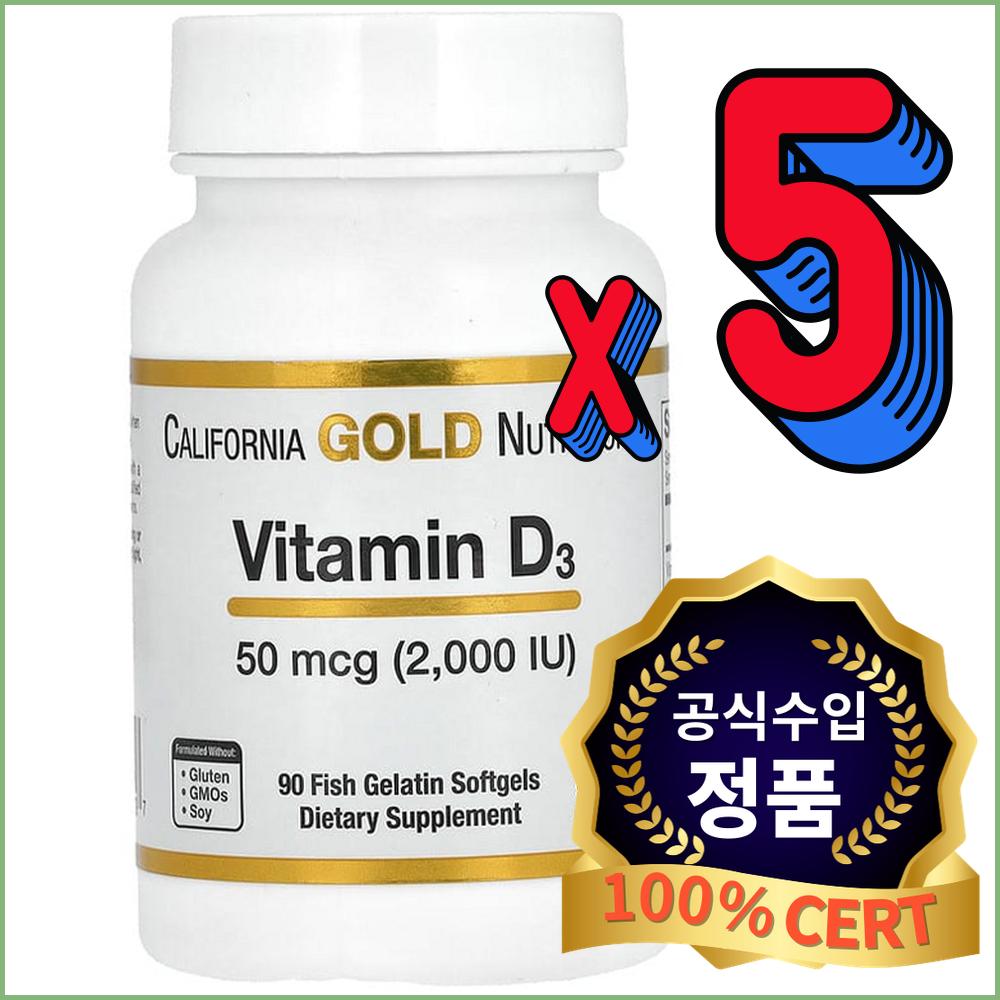 x 5
CALIFORNIA GOLD
Vitamin D3
50 mcg (2,000 IU)
Formulated Without:
• Gluten
• GMOs
• Soy
90 Fish Gelatin Softgels
Dietary Supplement
공식수입
정품
100% CERT